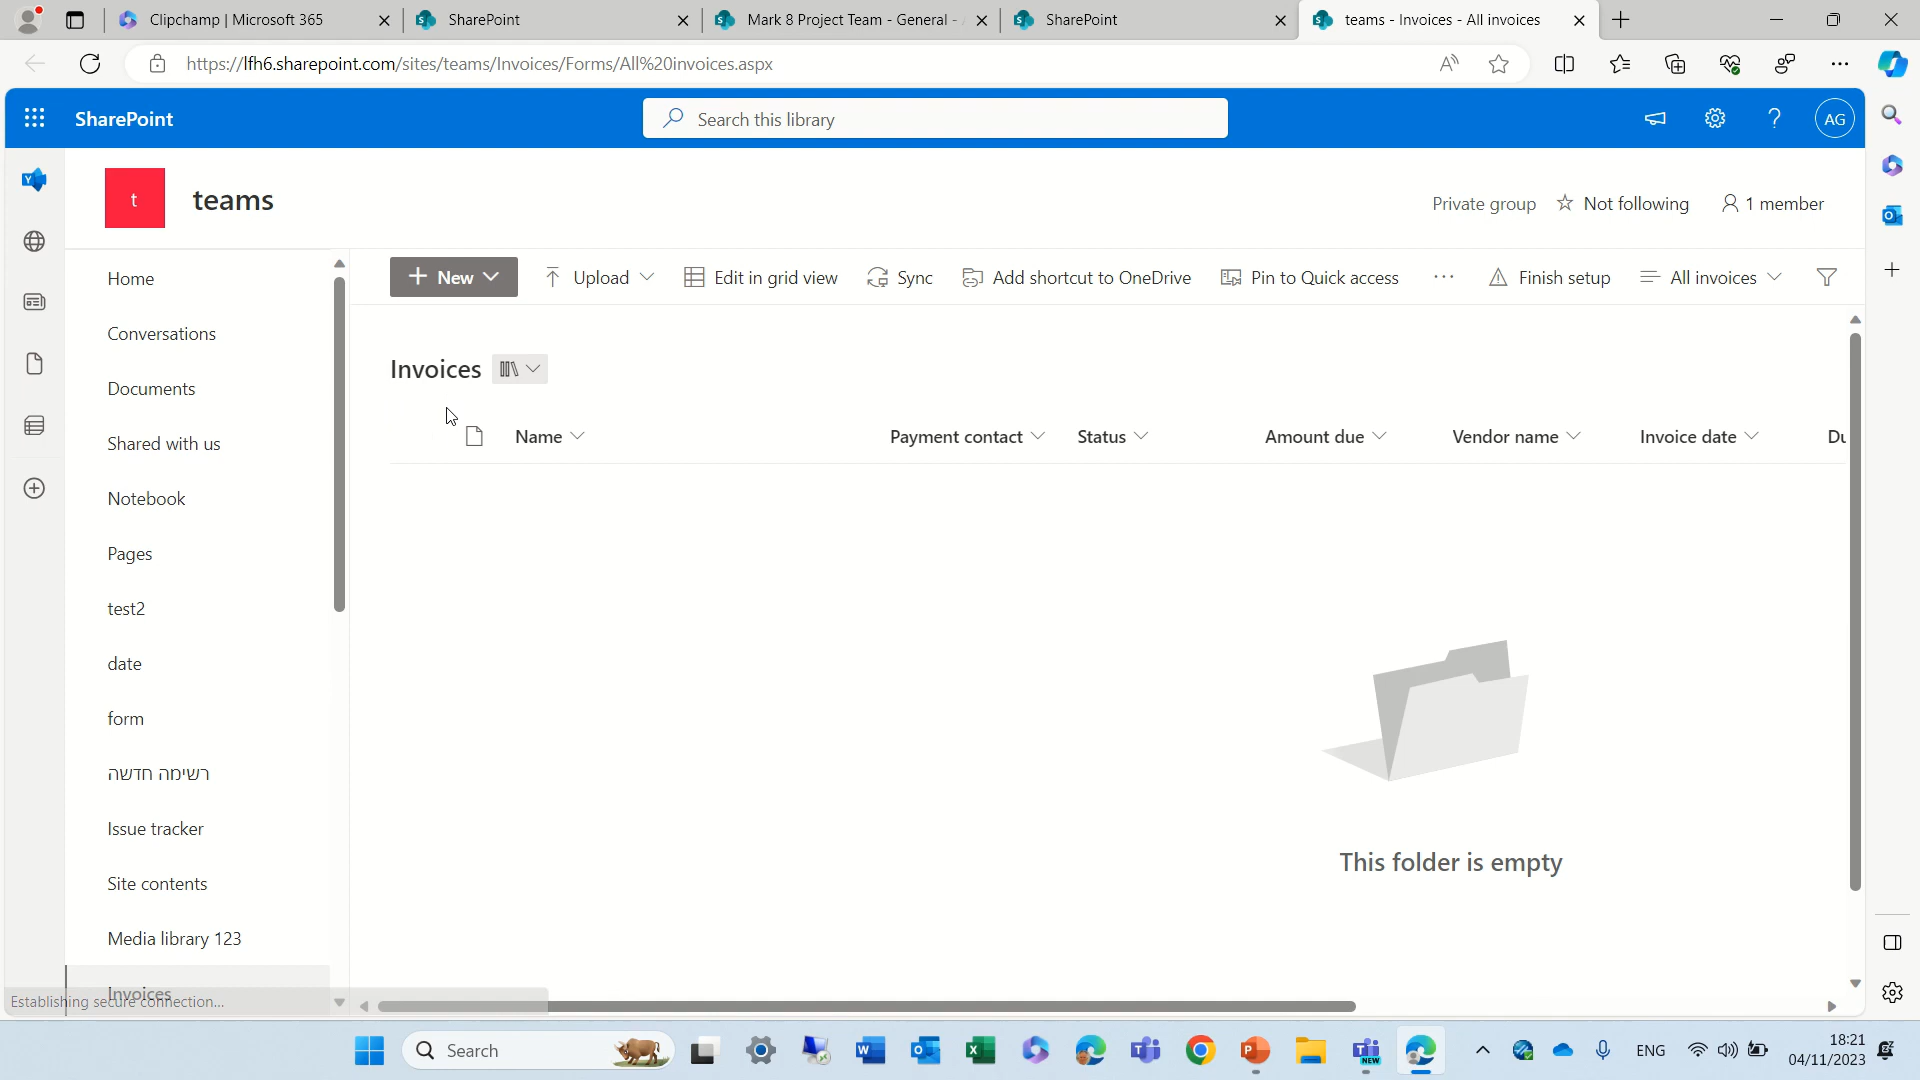 Clipchamp | Microsoft 365
SharePoint
Mark 8 Project Team - General -
SharePoint
teams - Invoices - All invoices
https://lfh6.sharepoint.com/sites/teams/Invoices/Forms/All%20invoices.aspx
SharePoint
Search this library
AG
t
teams
Private group
Not following
1 member
Home
Conversations
Documents
Shared with us
Notebook
Pages
test2
date
form
רשימה חדשה
Issue tracker
Site contents
Media library 123
Invoices
Establishing secure connection...
New
Upload
Edit in grid view
Sync
Add shortcut to OneDrive
Pin to Quick access
Finish setup
All invoices
Invoices
Name
Payment contact
Status
Amount due
Vendor name
Invoice date
Du
This folder is empty
Search
NEW
ENG
18:21
04/11/2023